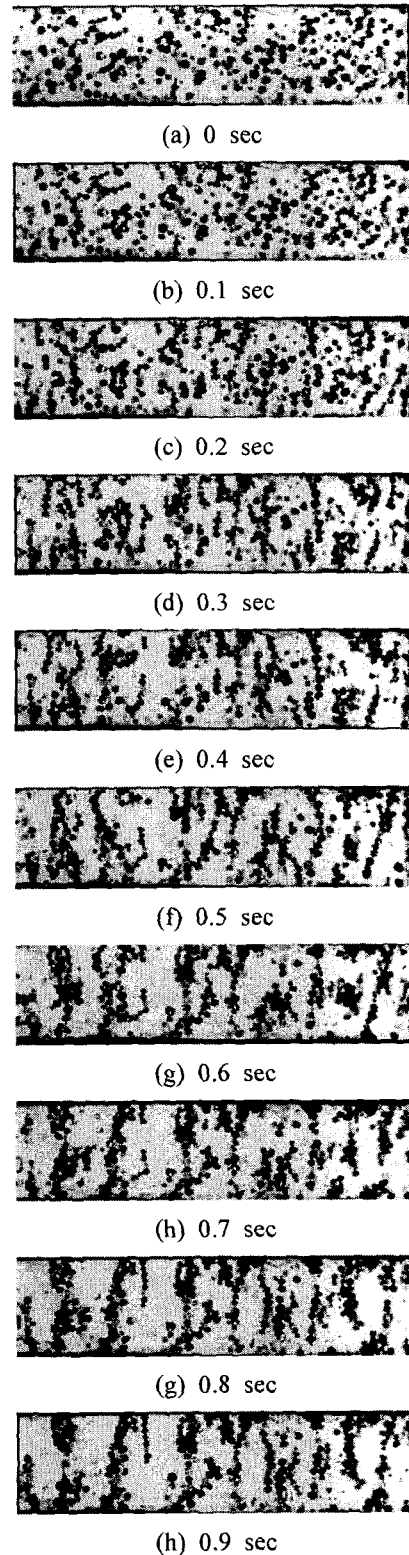 (a) 0 sec
(b) 0.1 sec
(c) 0.2 sec
(d) 0.3 sec
(e) 0.4 sec
(f) 0.5 sec
(g) 0.6 sec
(h) 0.7 sec
(g) 0.8 sec
(h) 0.9 sec